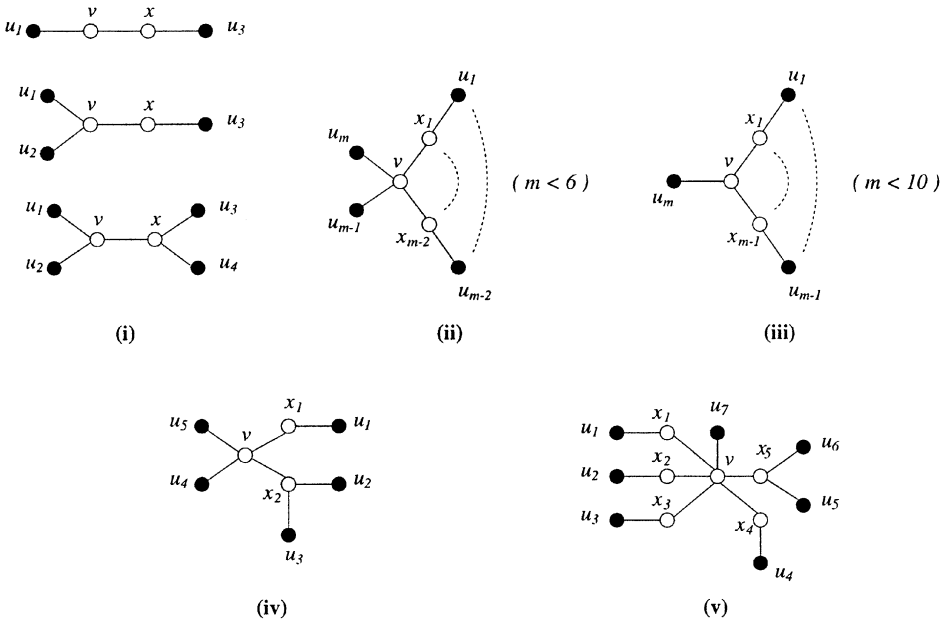 u1 v x u3
u1 v x u3
u2
u1 v x u3
u2 u4
(i)
u1
x1
um
v
( m < 6 )
um-1
xm-2
um-2
(ii)
u1
x1
v
( m < 10 )
um
xm-1
um-1
(iii)
x1
u5 v u1
u4 x2 u2
u3
(iv)
u1 x1 u7
u2 x2 v x5 u6
u3 x3 x4 u5
u4
(v)